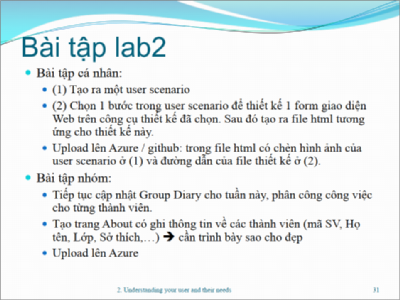 Bài tập lab2
Bài tập cá nhân:
(1) Tạo ra một user scenario
(2) Chọn 1 bước trong user scenario để thiết kế 1 form giao diện
Web trên công cụ thiết kế đã chọn. Sau đó tạo ra file html tương
ứng cho thiết kế này.
Upload lên Azure / github: trong file html có chèn hình ảnh của
user scenario ở (1) và đường dẫn của file thiết kế ở (2).
Bài tập nhóm:
Tiếp tục cập nhật Group Diary cho tuần này, phân công công việc
cho từng thành viên.
Tạo trang About có ghi thông tin về các thành viên (mã SV, Họ
tên, Lớp, Sở thích,…) ➔ cần trình bày sao cho đẹp
Upload lên Azure
2. Understanding your user and their needs
31